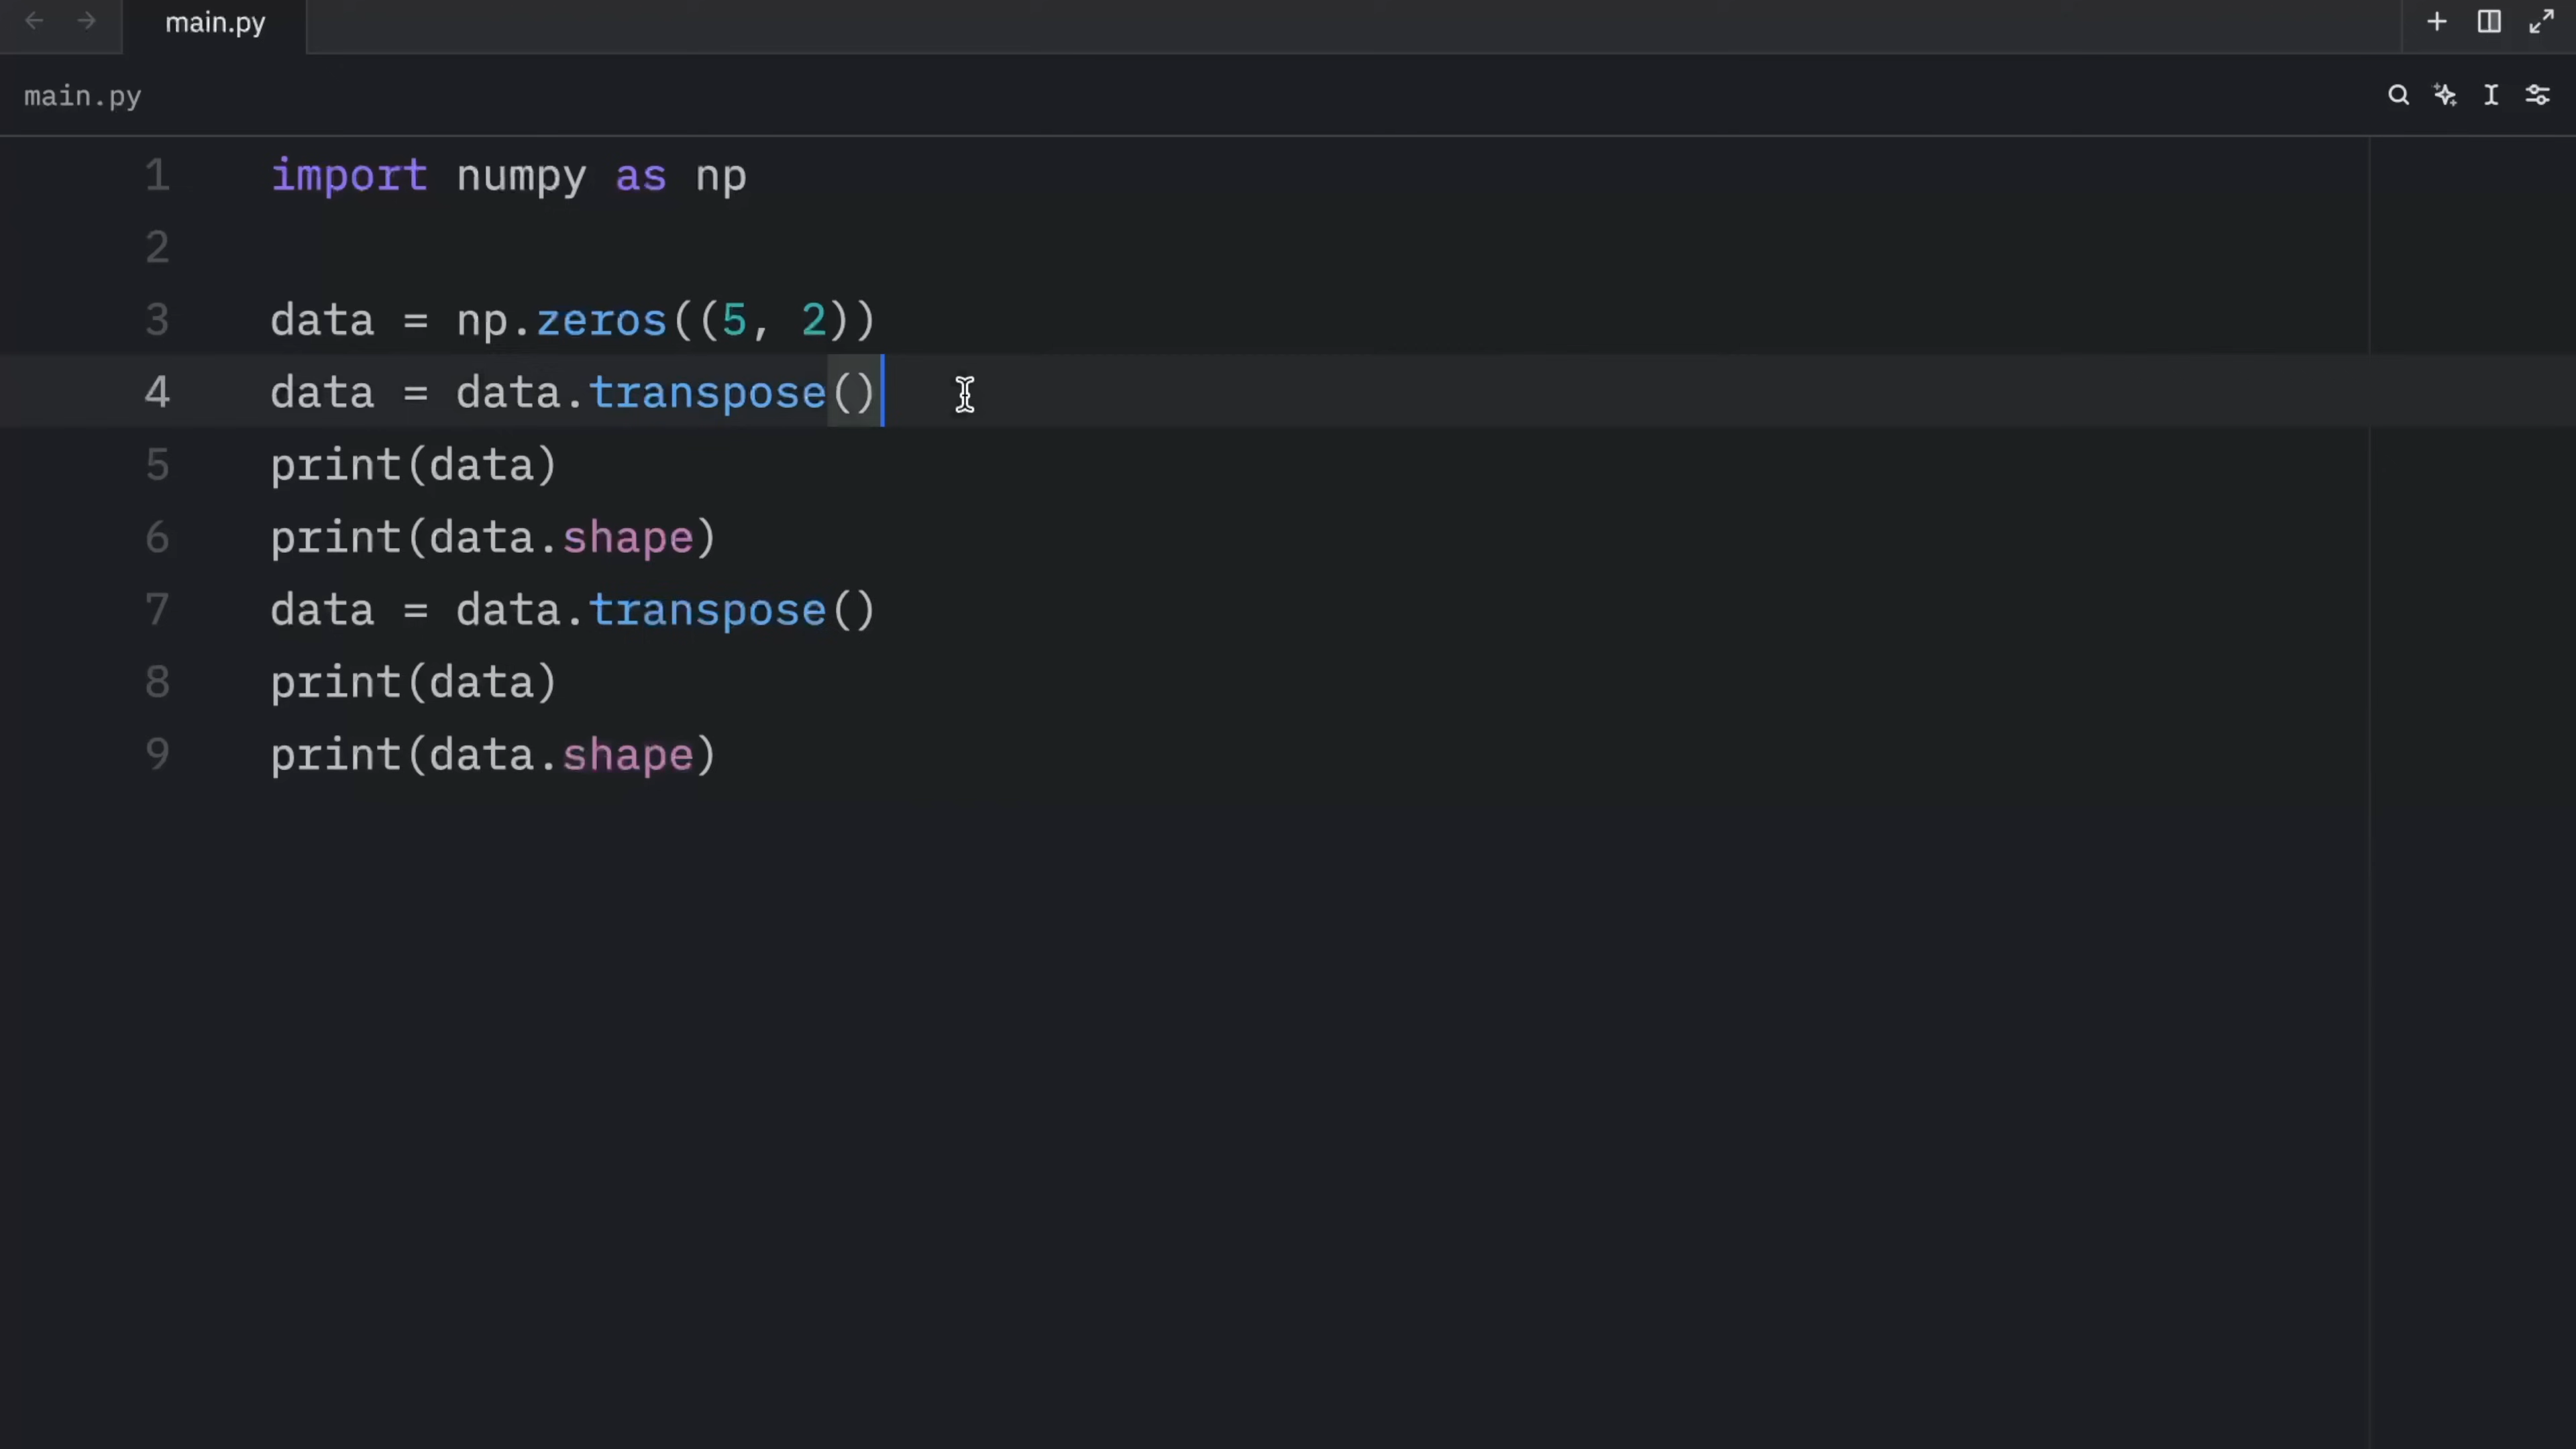 main.py
main.py
1 import numpy as np
2
3 data = np.zeros((5, 2))
4 data = data.transpose()
5 print(data)
6 print(data.shape)
7 data = data.transpose()
8 print(data)
9 print(data.shape)